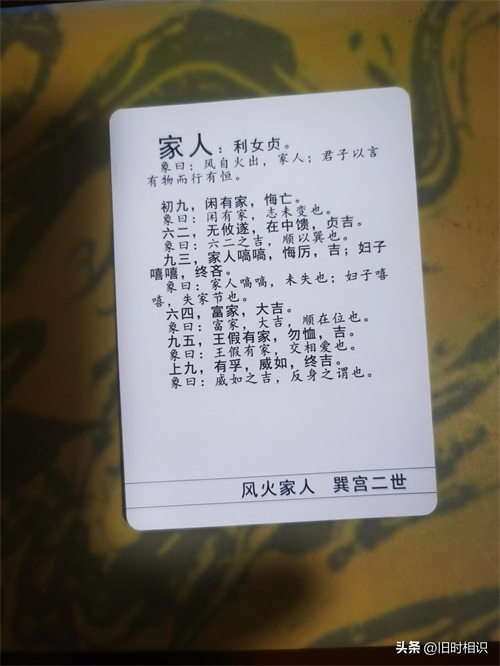 家人：利女贞。
象曰：风自火出，家人；君子以言
有物而行有恒。
初九，闲有家，悔亡。
象曰：闲有家，志未变也。
六二，无攸遂，在中馈，贞吉。
象曰：六二之吉，顺以巽也。
九三，家人嗃嗃，悔厉，吉；妇子
嘻嘻，终吝。
象曰：家人嗃嗃，未失也；妇子嘻
嘻，失家节也。
六四，富家，大吉。
象曰：富家，大吉，顺在位也。
九五，王假有家，勿恤，吉。
象曰：王假有家，交相爱也。
上九，有孚，威如，终吉。
象曰：威如之吉，反身之谓也。
风火家人 巽宫二世
头条@旧时相识